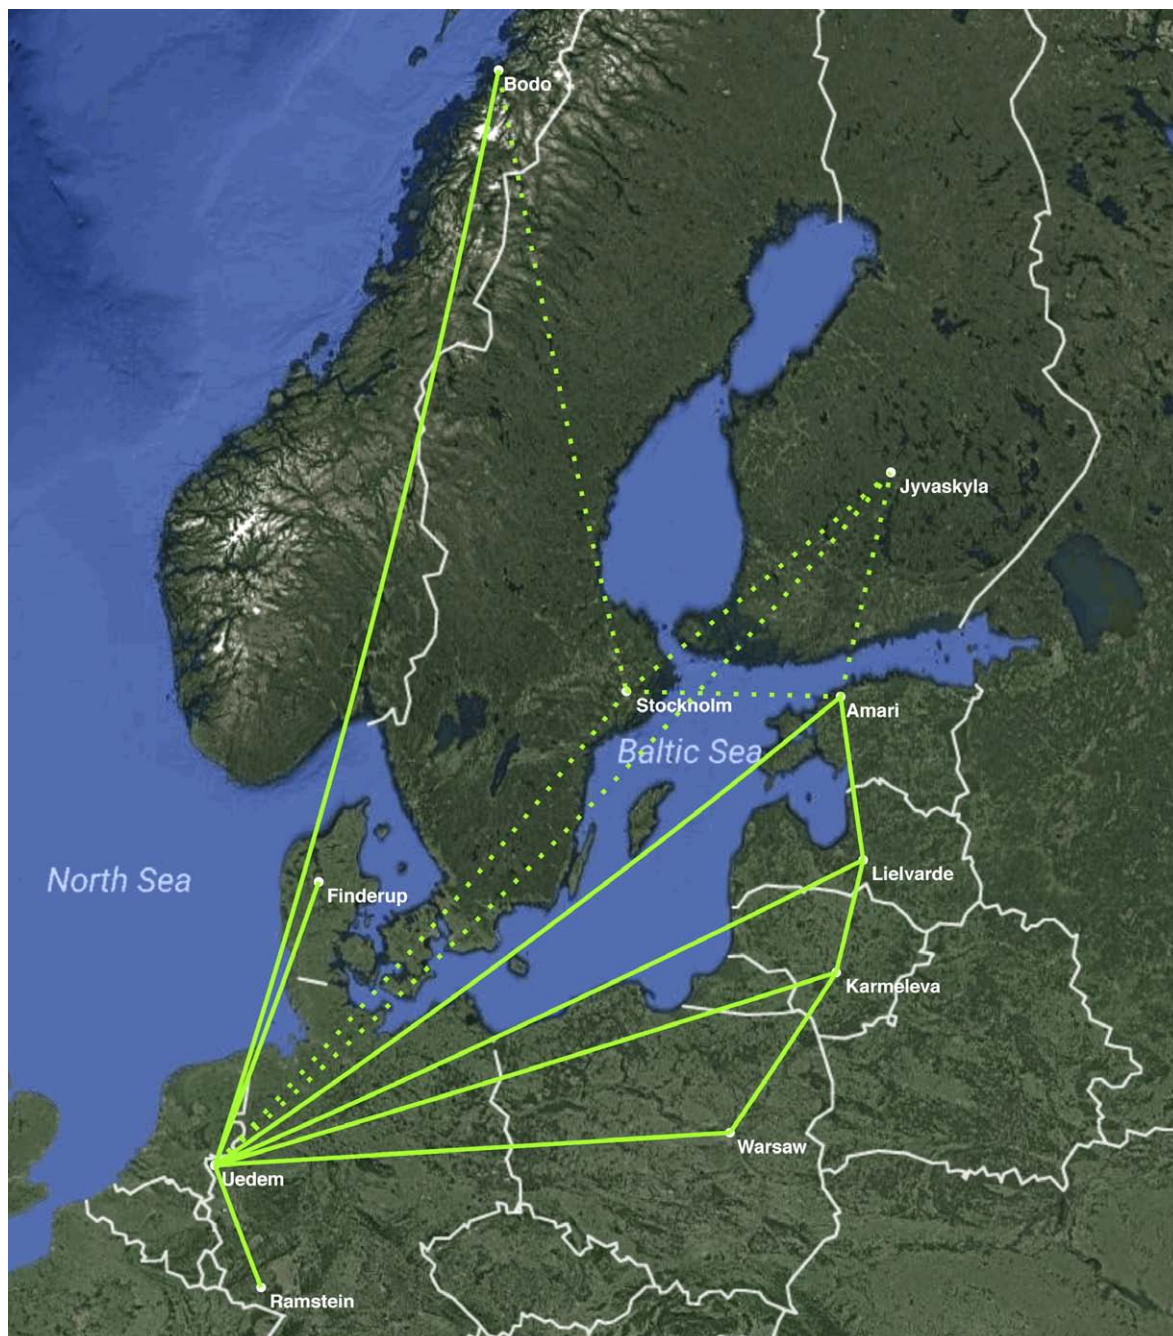 Bodo
Jyvaskyla
Stockholm
Amari
Baltic Sea
Lielvarde
North Sea
Finderup
Karmeleva
Warsaw
Uedem
Ramstein